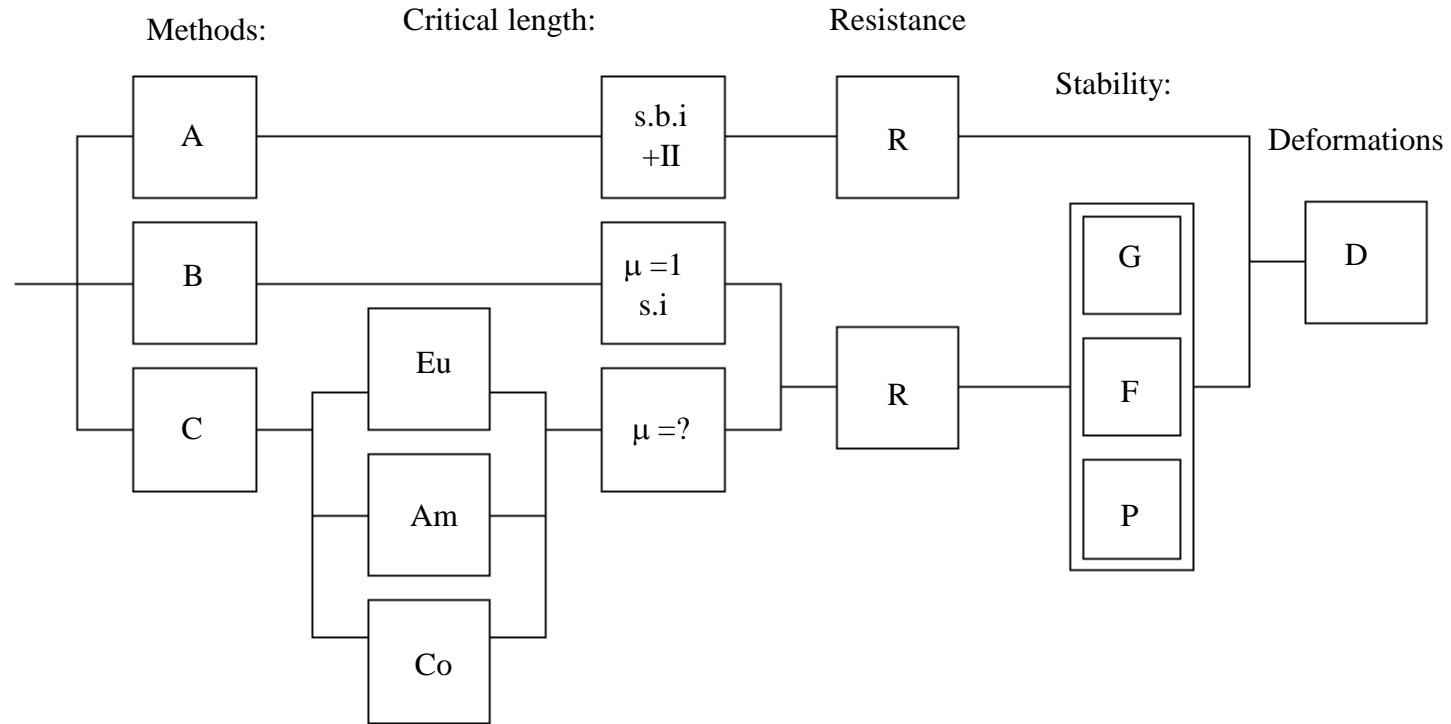 Methods:
Critical length:
Resistance
Stability:
Deformations
A
s.b.i
+II
R
B
μ =1
s.i
G
D
Eu
C
μ =?
R
F
Am
P
Co